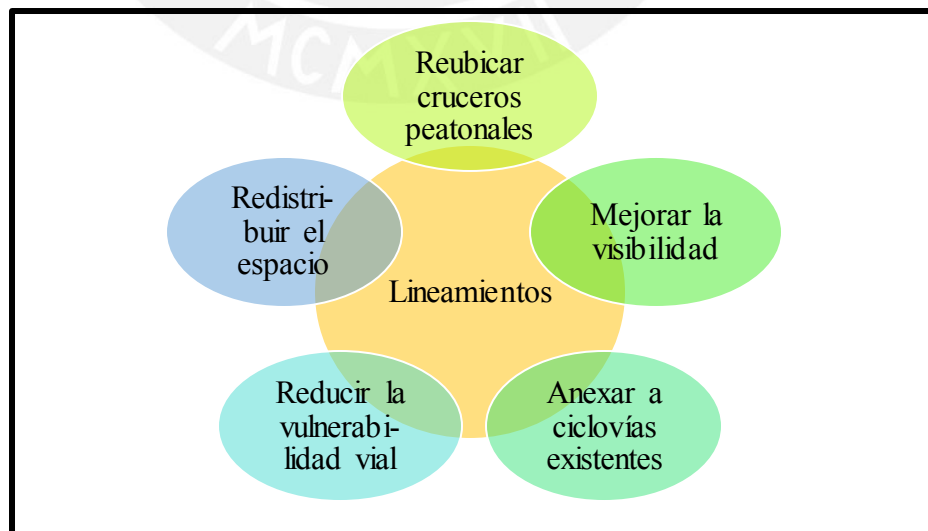 MCMXVII
Reubicar
cruceros
peatonales
Redistri-
buir el
espacio
Mejorar la
visibilidad
Lineamientos
Reducir la
vulnerabi-
lidad vial
Anexar a
ciclovías
existentes